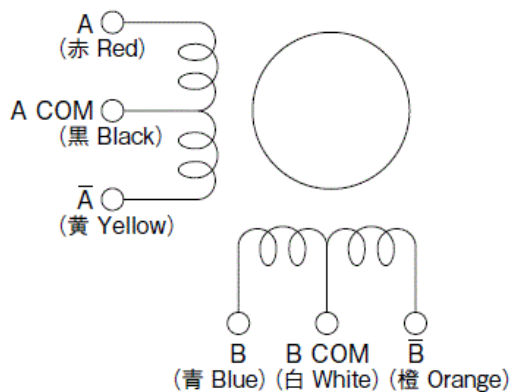 A
(赤 Red)
A COM
(黒 Black)
A̅
(黄 Yellow)
B B COM B̅
(青 Blue) (白 White) (橙 Orange)